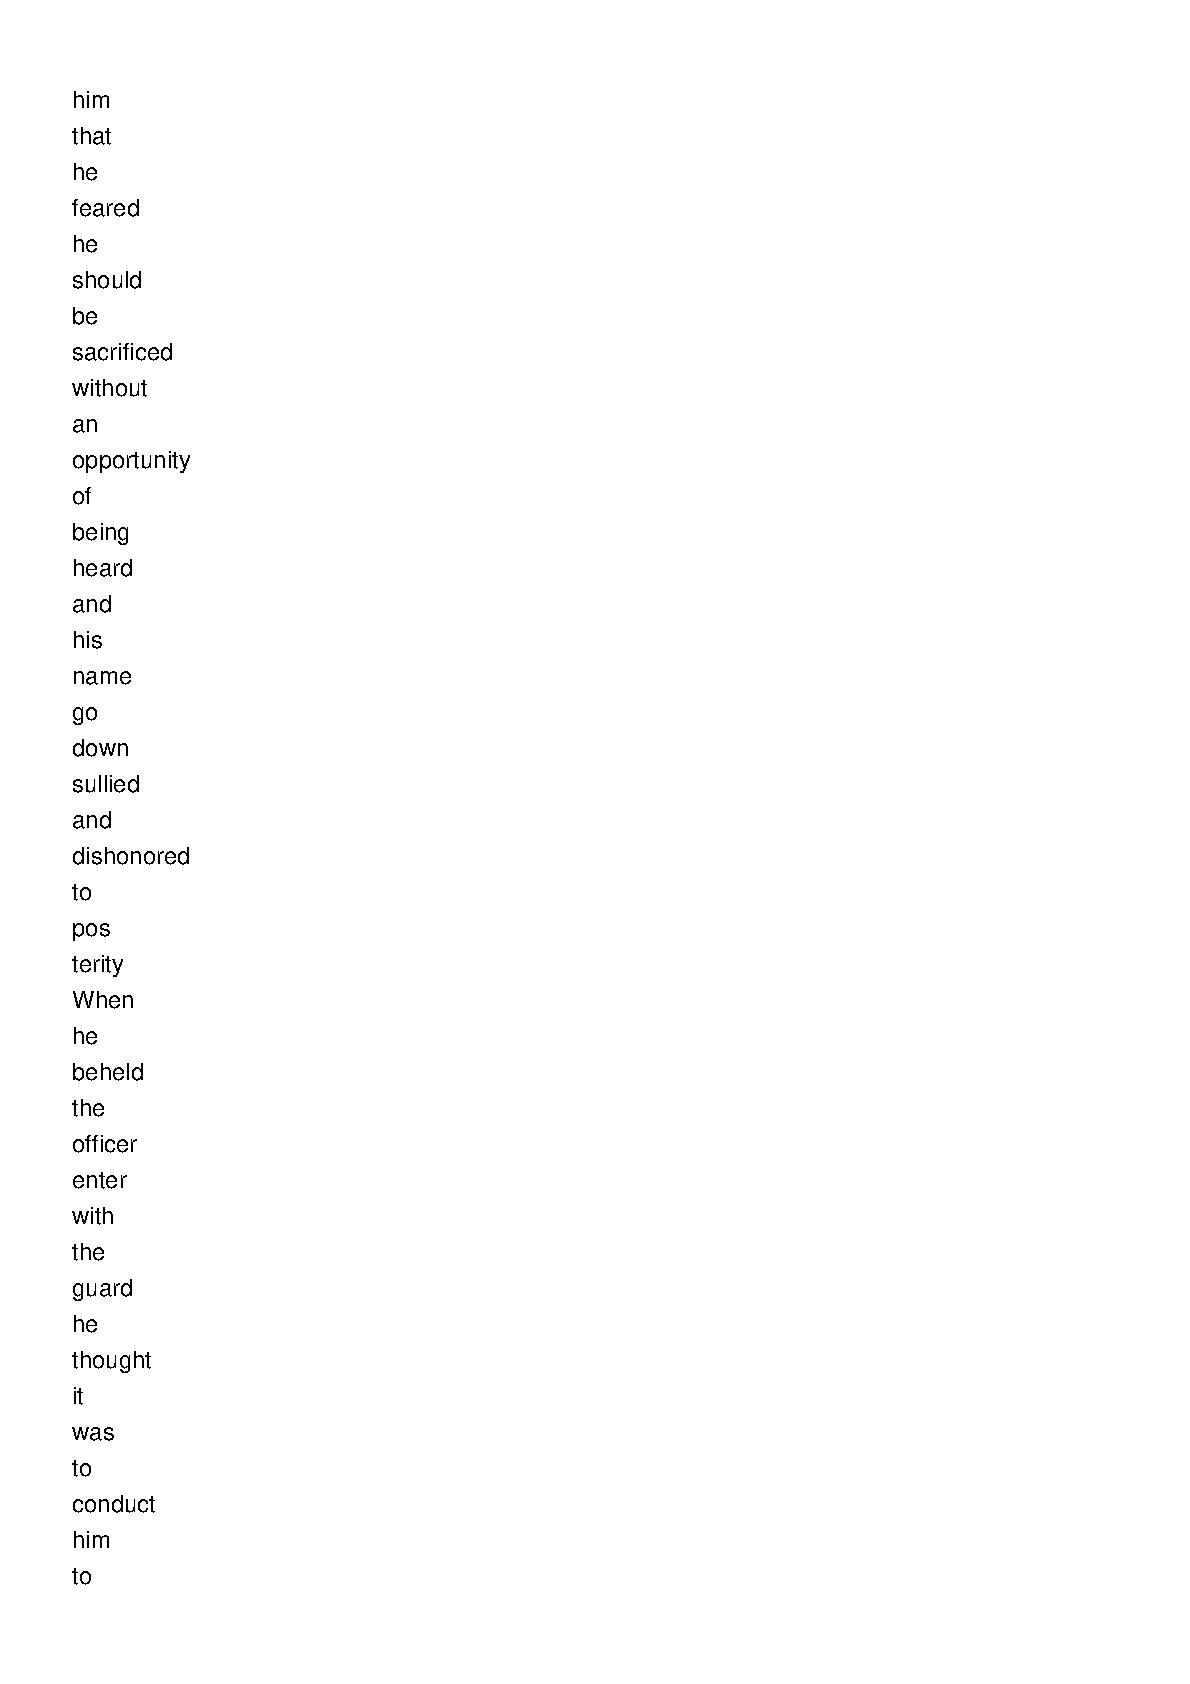 him
that
he
feared
he
should
be
sacrificed
without
an
opportunity
of
being
heard
and
his
name
go
down
sullied
and
dishonored
to
pos
terity
When
he
beheld
the
officer
enter
with
the
guard
he
thought
it
was
to
conduct
him
to